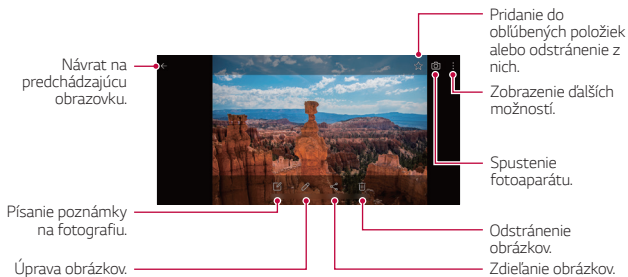 Návrat na
predchádzajúcu
obrazovku.
Písanie poznámky
na fotografiu.
Úprava obrázkov.
Pridanie do
obľúbených položiek
alebo odstránenie z
nich.
Zobrazenie ďalších
možností.
Spustenie
fotoaparátu.
Odstránenie
obrázkov.
Zdieľanie obrázkov.